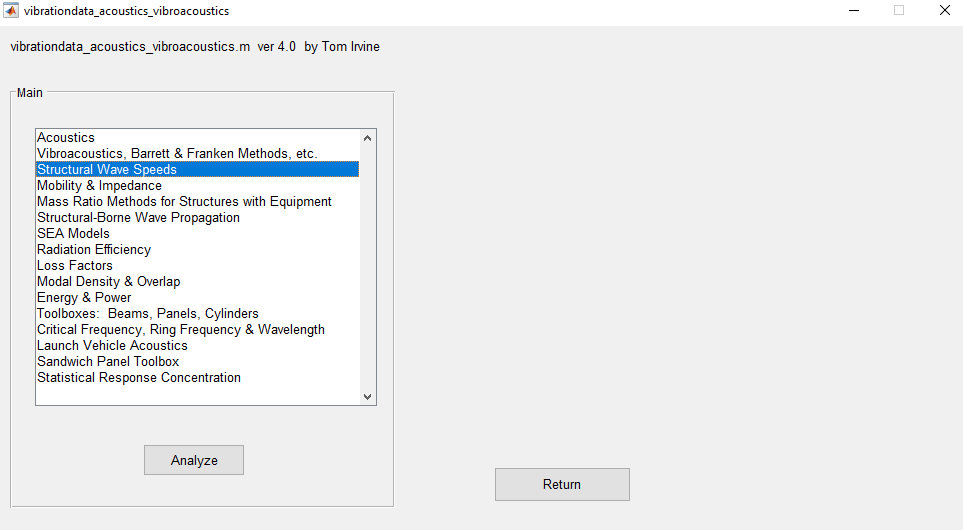 vibrationdata_acoustics_vibroacoustics
vibrationdata_acoustics_vibroacoustics.m  ver 4.0  by Tom Irvine
Main
Acoustics
Vibroacoustics, Barrett & Franken Methods, etc.
Structural Wave Speeds
Mobility & Impedance
Mass Ratio Methods for Structures with Equipment
Structural-Borne Wave Propagation
SEA Models
Radiation Efficiency
Loss Factors
Modal Density & Overlap
Energy & Power
Toolboxes:  Beams, Panels, Cylinders
Critical Frequency, Ring Frequency & Wavelength
Launch Vehicle Acoustics
Sandwich Panel Toolbox
Statistical Response Concentration
Analyze
Return